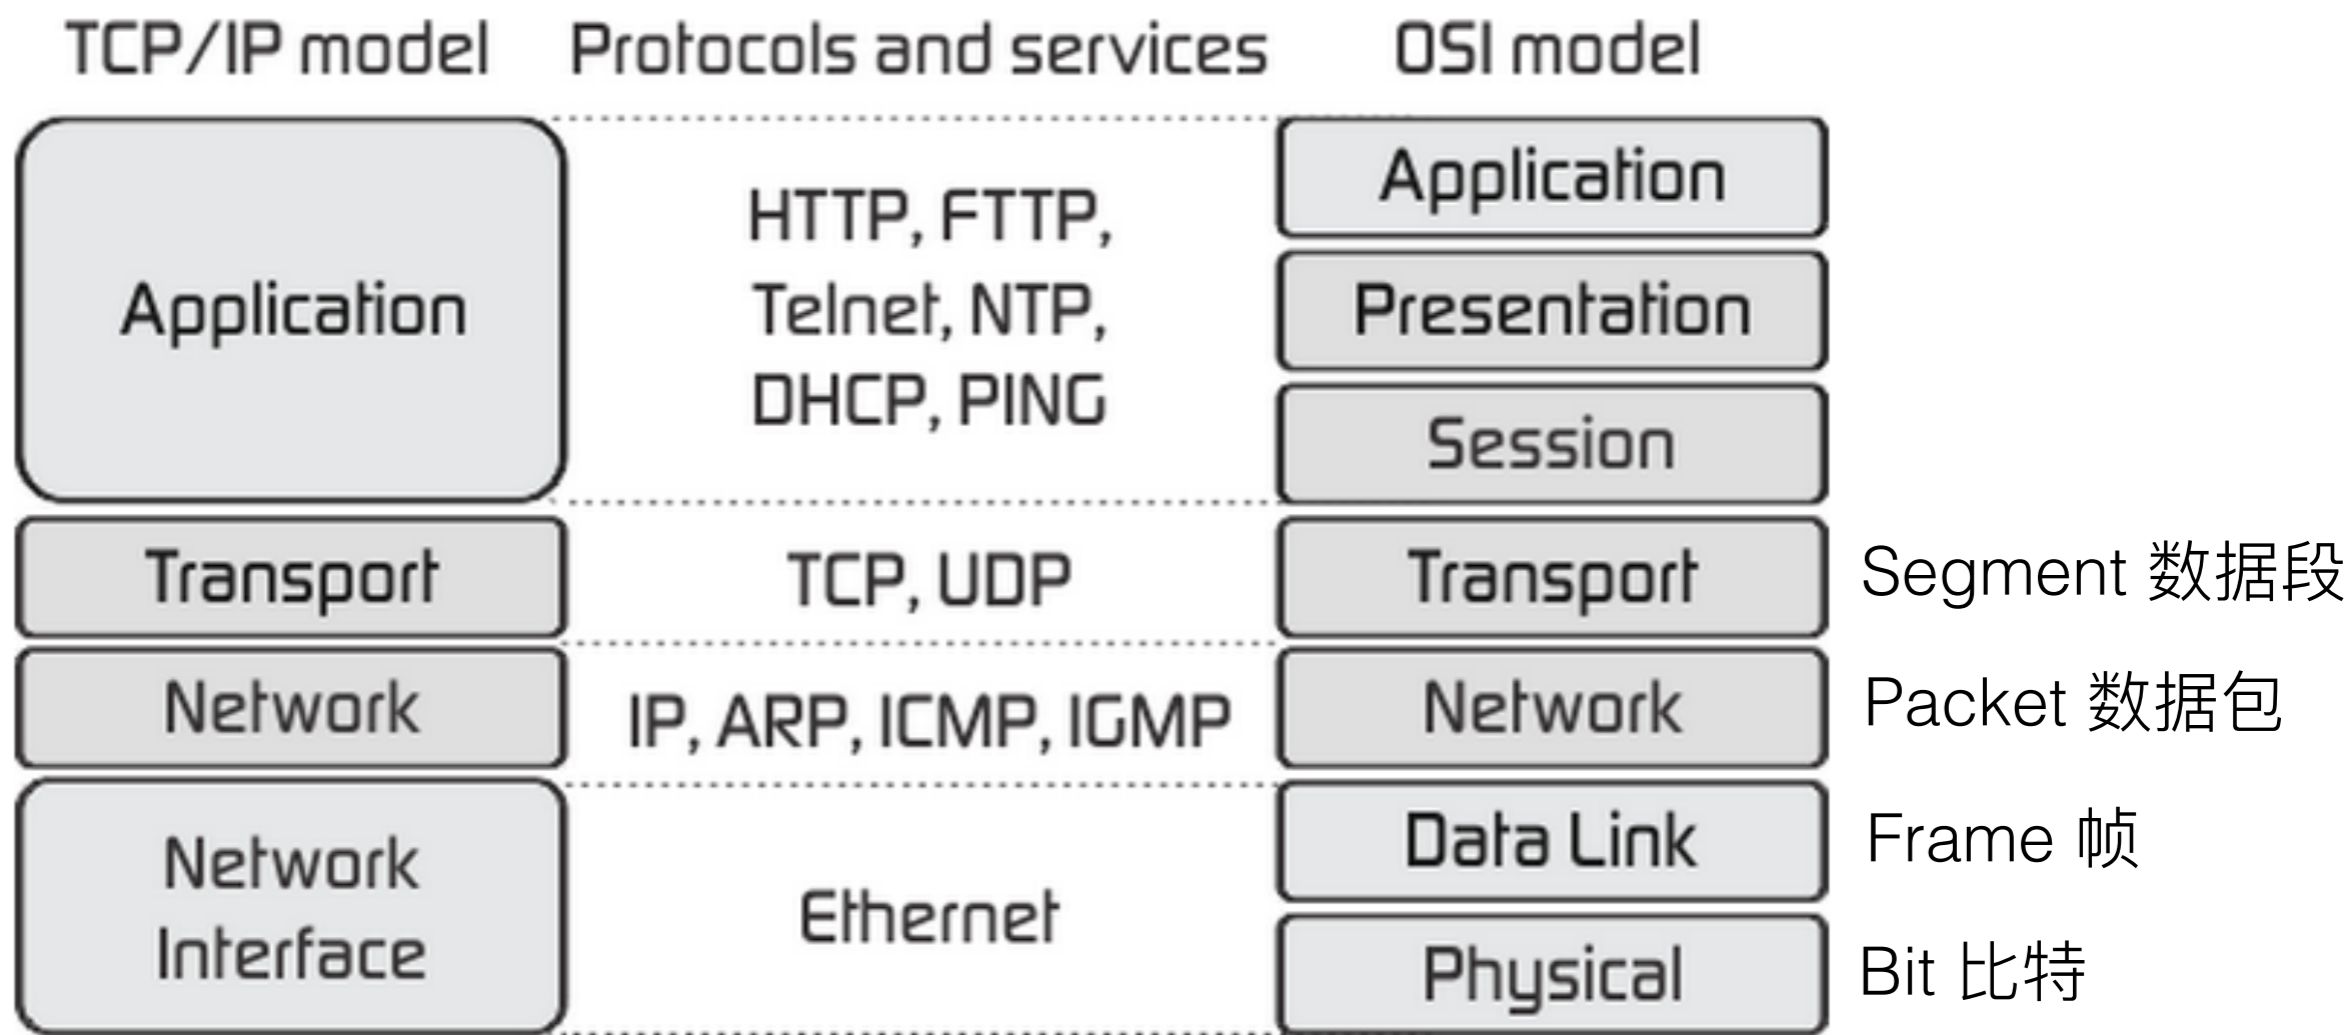 TCP/IP model Protocols and services OSI model
Application
HTTP, FTTP,
Telnet, NTP,
DHCP, PING
Application
Presentation
Session
Transport
TCP, UDP
Transport
Segment 数据段
Network
IP, ARP, ICMP, IGMP
Network
Packet 数据包
Network
Interface
Ethernet
Data Link
Frame 帧
Physical
Bit 比特